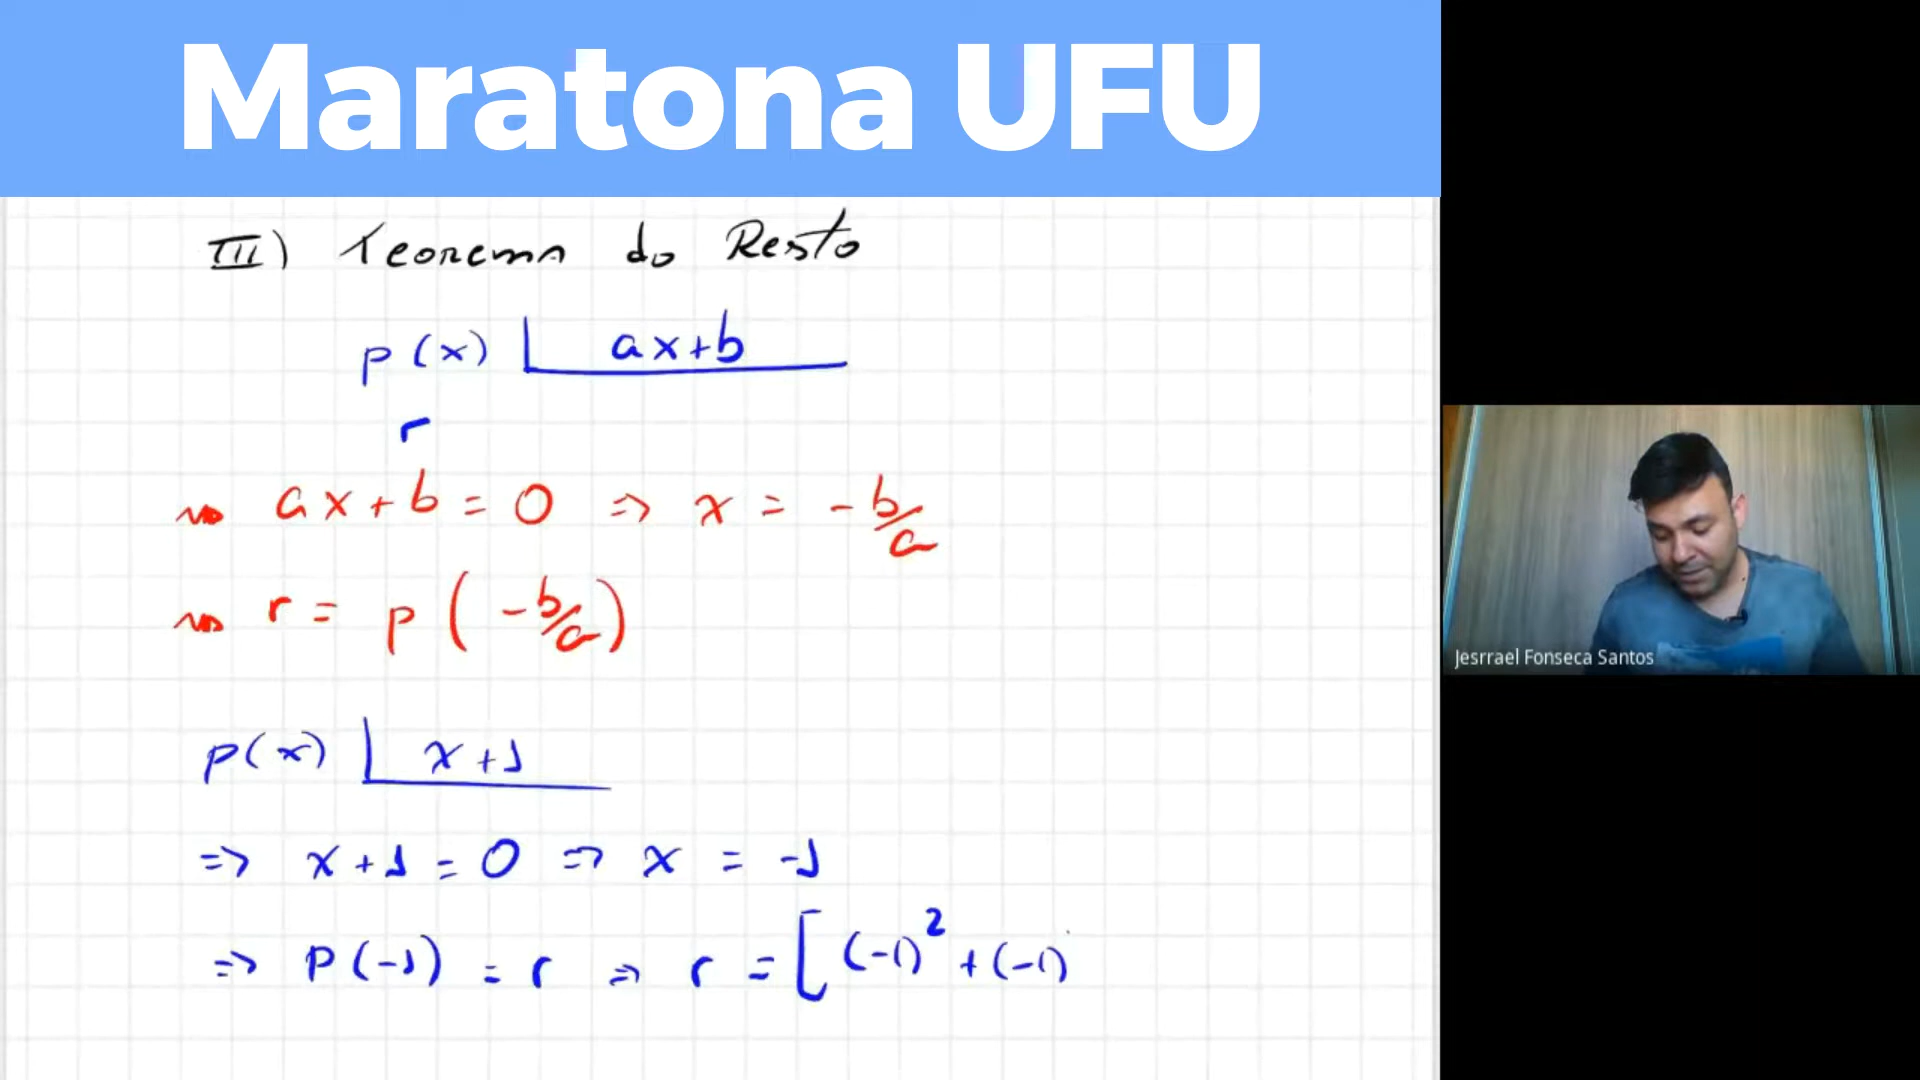 Maratona UFU
III) Teorema do Resto
p(x) | ax+b
r
ax+b = 0 => x = -b/a
r = p(-b/a)
p(x) | x+1
=> x+1 = 0 => x = -1
=> P(-1) = r => r = [(-1)² + (-1)
Jesrrael Fonseca Santos